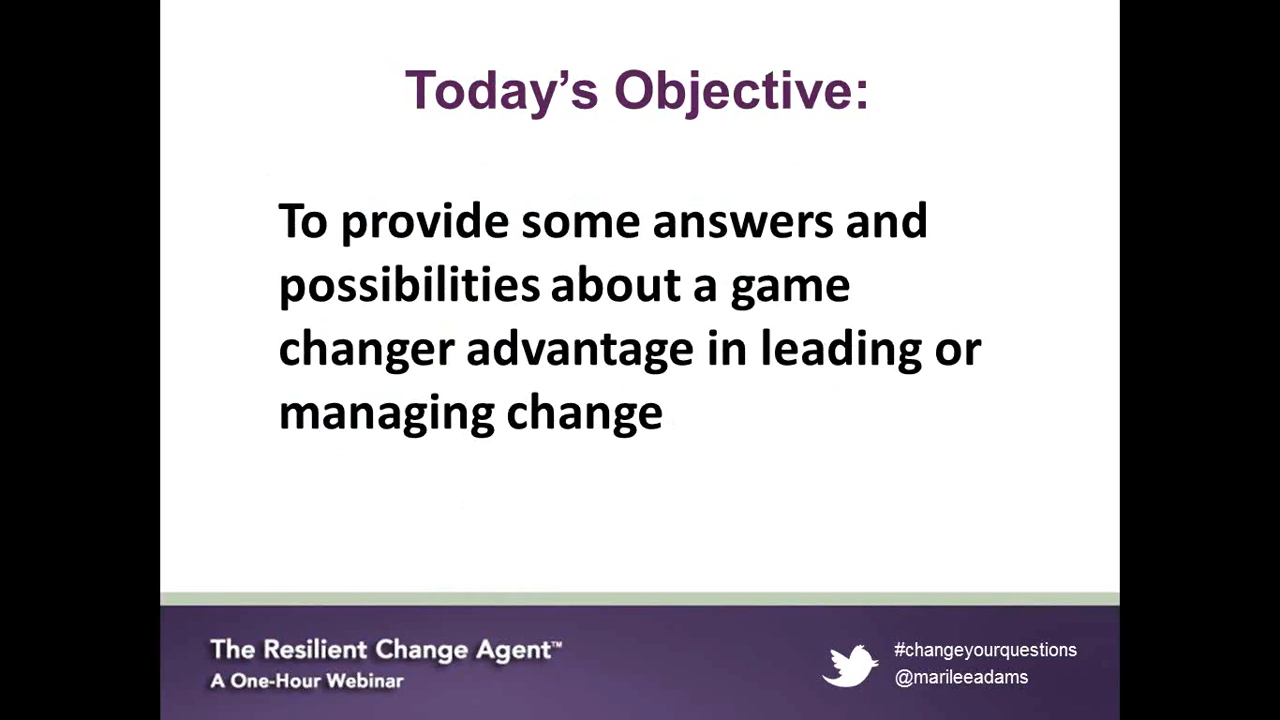 Today’s Objective:
To provide some answers and
possibilities about a game
changer advantage in leading or
managing change
The Resilient Change Agent™
A One-Hour Webinar
#changeyourquestions
@marileeadams